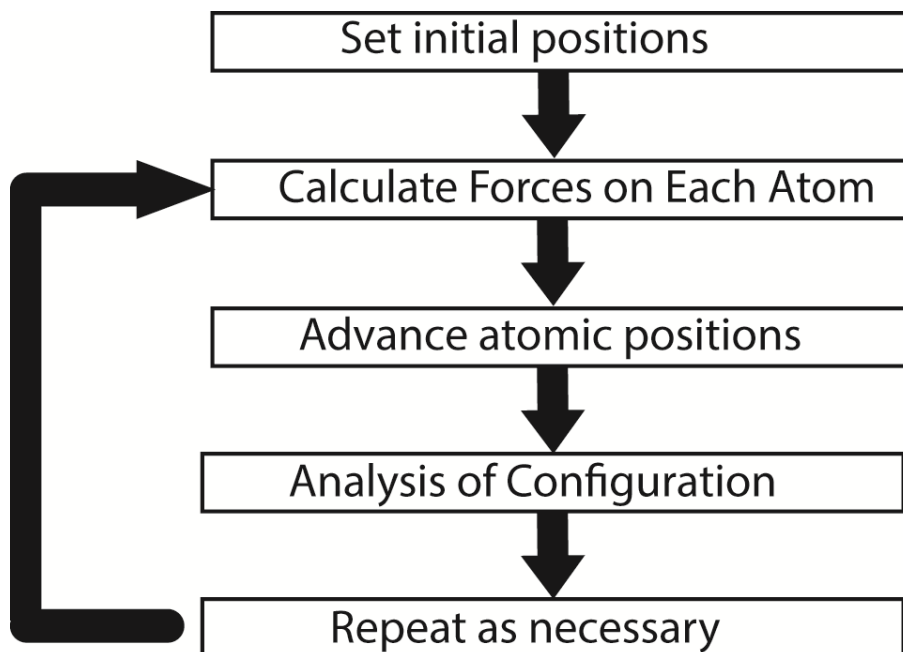 Set initial positions
Calculate Forces on Each Atom
Advance atomic positions
Analysis of Configuration
Repeat as necessary